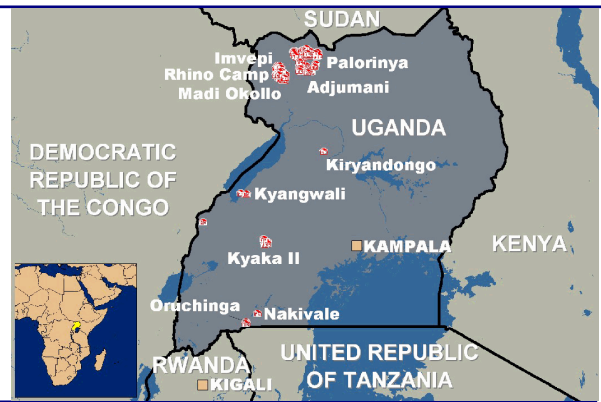 SUDAN
Imvepi
Rhino Camp
Madi Okollo
Palorinya
Adjumani
UGANDA
Kiryandongo
DEMOCRATIC
REPUBLIC OF
THE CONGO
Kyangwali
KAMPALA
KENYA
Kyaka II
Oruchinga
Nakivale
RWANDA
KIGALI
UNITED REPUBLIC
OF TANZANIA